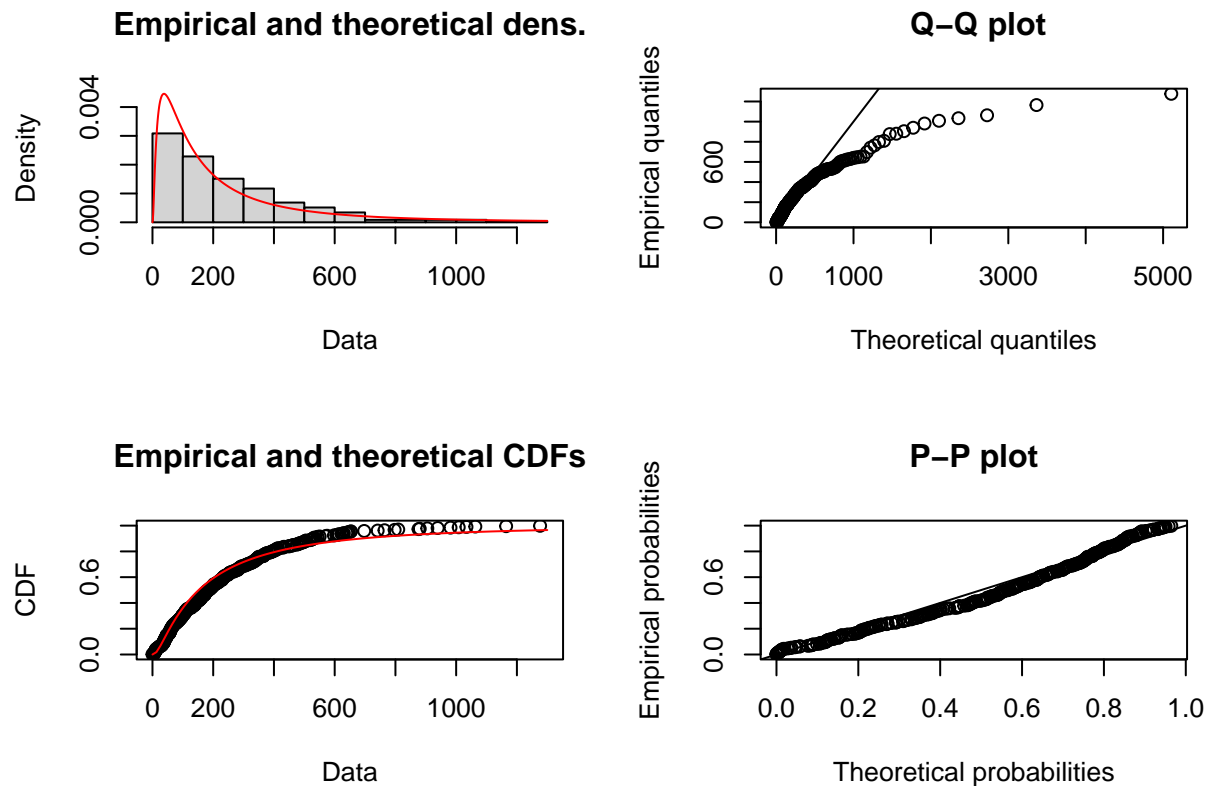 Empirical and theoretical dens.
Density
0.000
0.004
0
200
600
1000
Data
Q−Q plot
Empirical quantiles
0
600
0
1000
3000
5000
Theoretical quantiles
Empirical and theoretical CDFs
CDF
0.0
0.6
0
200
600
1000
Data
P−P plot
Empirical probabilities
0.0
0.6
0.0
0.2
0.4
0.6
0.8
1.0
Theoretical probabilities